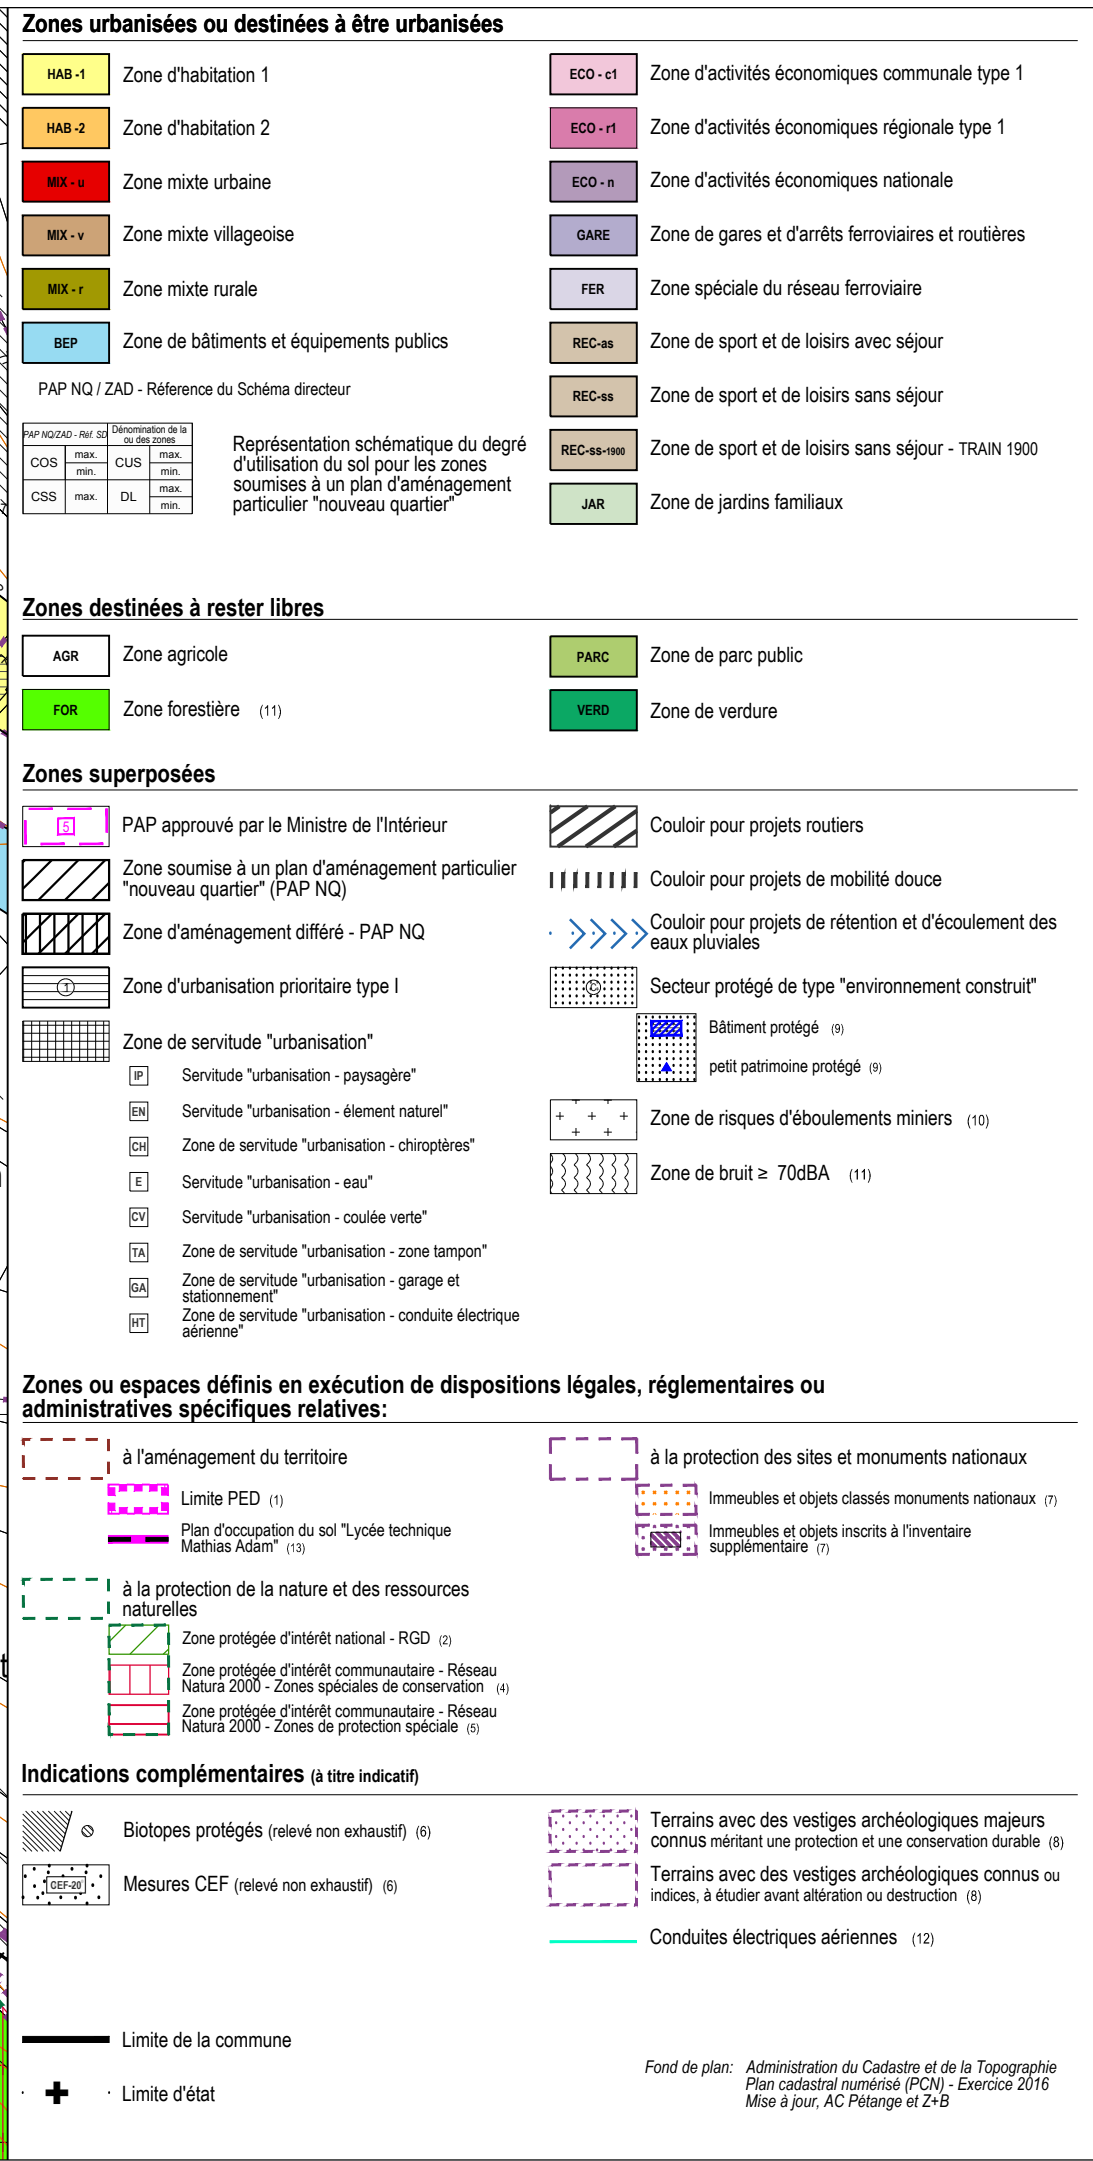 Zones urbanisées ou destinées à être urbanisées
HAB -1 Zone d'habitation 1
HAB -2 Zone d'habitation 2
MIX - u Zone mixte urbaine
MIX - v Zone mixte villageoise
MIX - r Zone mixte rurale
BEP Zone de bâtiments et équipements publics
PAP NQ / ZAD - Réference du Schéma directeur
PAP NQ/ZAD - Réf. SD
Dénomination de la
ou des zones
COS max. CUS max.
min. min.
CSS max. DL max.
min.
Représentation schématique du degré
d'utilisation du sol pour les zones
soumises à un plan d'aménagement
particulier "nouveau quartier"
ECO - c1 Zone d'activités économiques communale type 1
ECO - r1 Zone d'activités économiques régionale type 1
ECO - n Zone d'activités économiques nationale
GARE Zone de gares et d'arrêts ferroviaires et routières
FER Zone spéciale du réseau ferroviaire
REC-as Zone de sport et de loisirs avec séjour
REC-ss Zone de sport et de loisirs sans séjour
REC-ss-1900 Zone de sport et de loisirs sans séjour - TRAIN 1900
JAR Zone de jardins familiaux
Zones destinées à rester libres
AGR Zone agricole
FOR Zone forestière (11)
PARC Zone de parc public
VERD Zone de verdure
Zones superposées
5 PAP approuvé par le Ministre de l'Intérieur
Zone soumise à un plan d'aménagement particulier
"nouveau quartier" (PAP NQ)
Zone d'aménagement différé - PAP NQ
1 Zone d'urbanisation prioritaire type I
Zone de servitude "urbanisation"
IP Servitude "urbanisation - paysagère"
EN Servitude "urbanisation - élement naturel"
CH Zone de servitude "urbanisation - chiroptères"
E Servitude "urbanisation - eau"
CV Servitude "urbanisation - coulée verte"
TA Zone de servitude "urbanisation - zone tampon"
GA Zone de servitude "urbanisation - garage et
stationnement"
HT Zone de servitude "urbanisation - conduite électrique
aérienne"
Couloir pour projets routiers
Couloir pour projets de mobilité douce
Couloir pour projets de rétention et d'écoulement des
eaux pluviales
C Secteur protégé de type "environnement construit"
Bâtiment protégé (9)
petit patrimoine protégé (9)
Zone de risques d'éboulements miniers (10)
Zone de bruit ≥ 70dBA (11)
Zones ou espaces définis en exécution de dispositions légales, réglementaires ou
administratives spécifiques relatives:
à l'aménagement du territoire
Limite PED (1)
Plan d'occupation du sol "Lycée technique
Mathias Adam" (13)
à la protection de la nature et des ressources
naturelles
Zone protégée d'intérêt national - RGD (2)
Zone protégée d'intérêt communautaire - Réseau
Natura 2000 - Zones spéciales de conservation (4)
Zone protégée d'intérêt communautaire - Réseau
Natura 2000 - Zones de protection spéciale (5)
à la protection des sites et monuments nationaux
Immeubles et objets classés monuments nationaux (7)
Immeubles et objets inscrits à l'inventaire
supplémentaire (7)
Indications complémentaires (à titre indicatif)
Biotopes protégés (relevé non exhaustif) (6)
CEF-20 Mesures CEF (relevé non exhaustif) (6)
Terrains avec des vestiges archéologiques majeurs
connus méritant une protection et une conservation durable (8)
Terrains avec des vestiges archéologiques connus ou
indices, à étudier avant altération ou destruction (8)
Conduites électriques aériennes (12)
Limite de la commune
Limite d'état
Fond de plan: Administration du Cadastre et de la Topographie
Plan cadastral numérisé (PCN) - Exercice 2016
Mise à jour, AC Pétange et Z+B